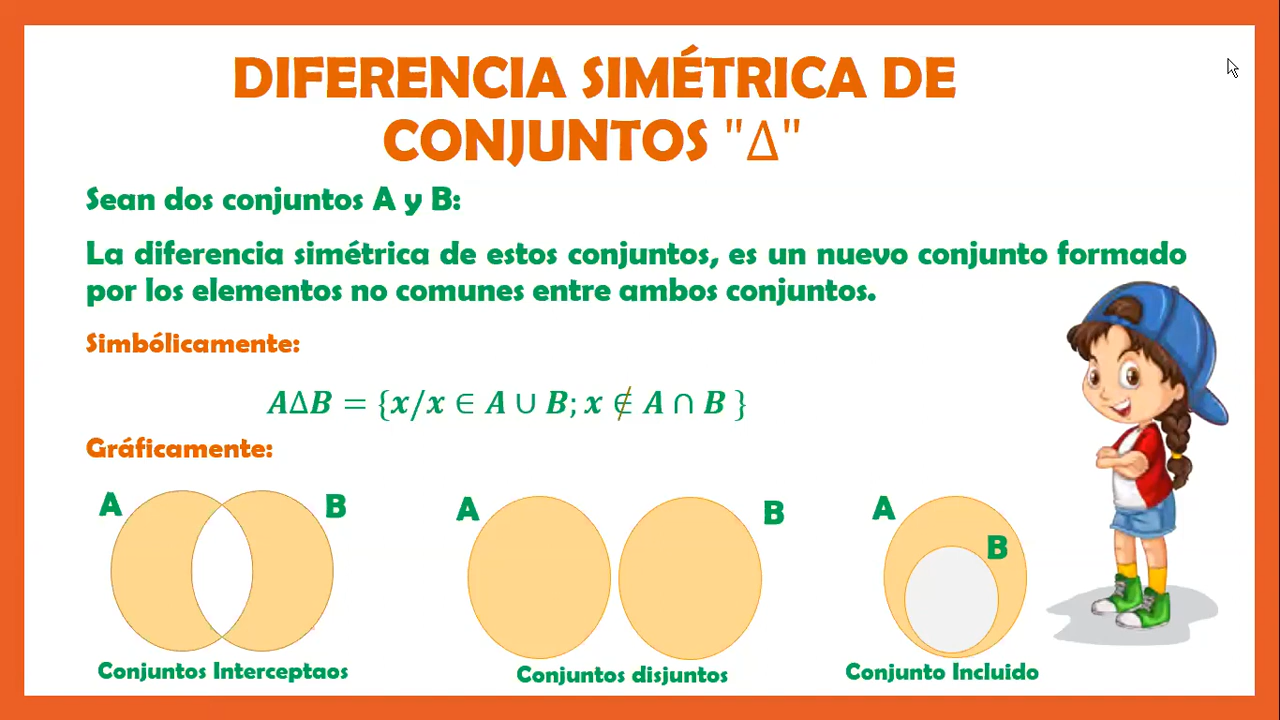 DIFERENCIA SIMÉTRICA DE
CONJUNTOS "Δ"
Sean dos conjuntos A y B:
La diferencia simétrica de estos conjuntos, es un nuevo conjunto formado
por los elementos no comunes entre ambos conjuntos.
Simbólicamente:
AΔB = {x/x ∈ A ∪ B; x ∉ A ∩ B }
Gráficamente:
A B A B A
B
Conjuntos Interceptaos Conjuntos disjuntos Conjunto Incluido